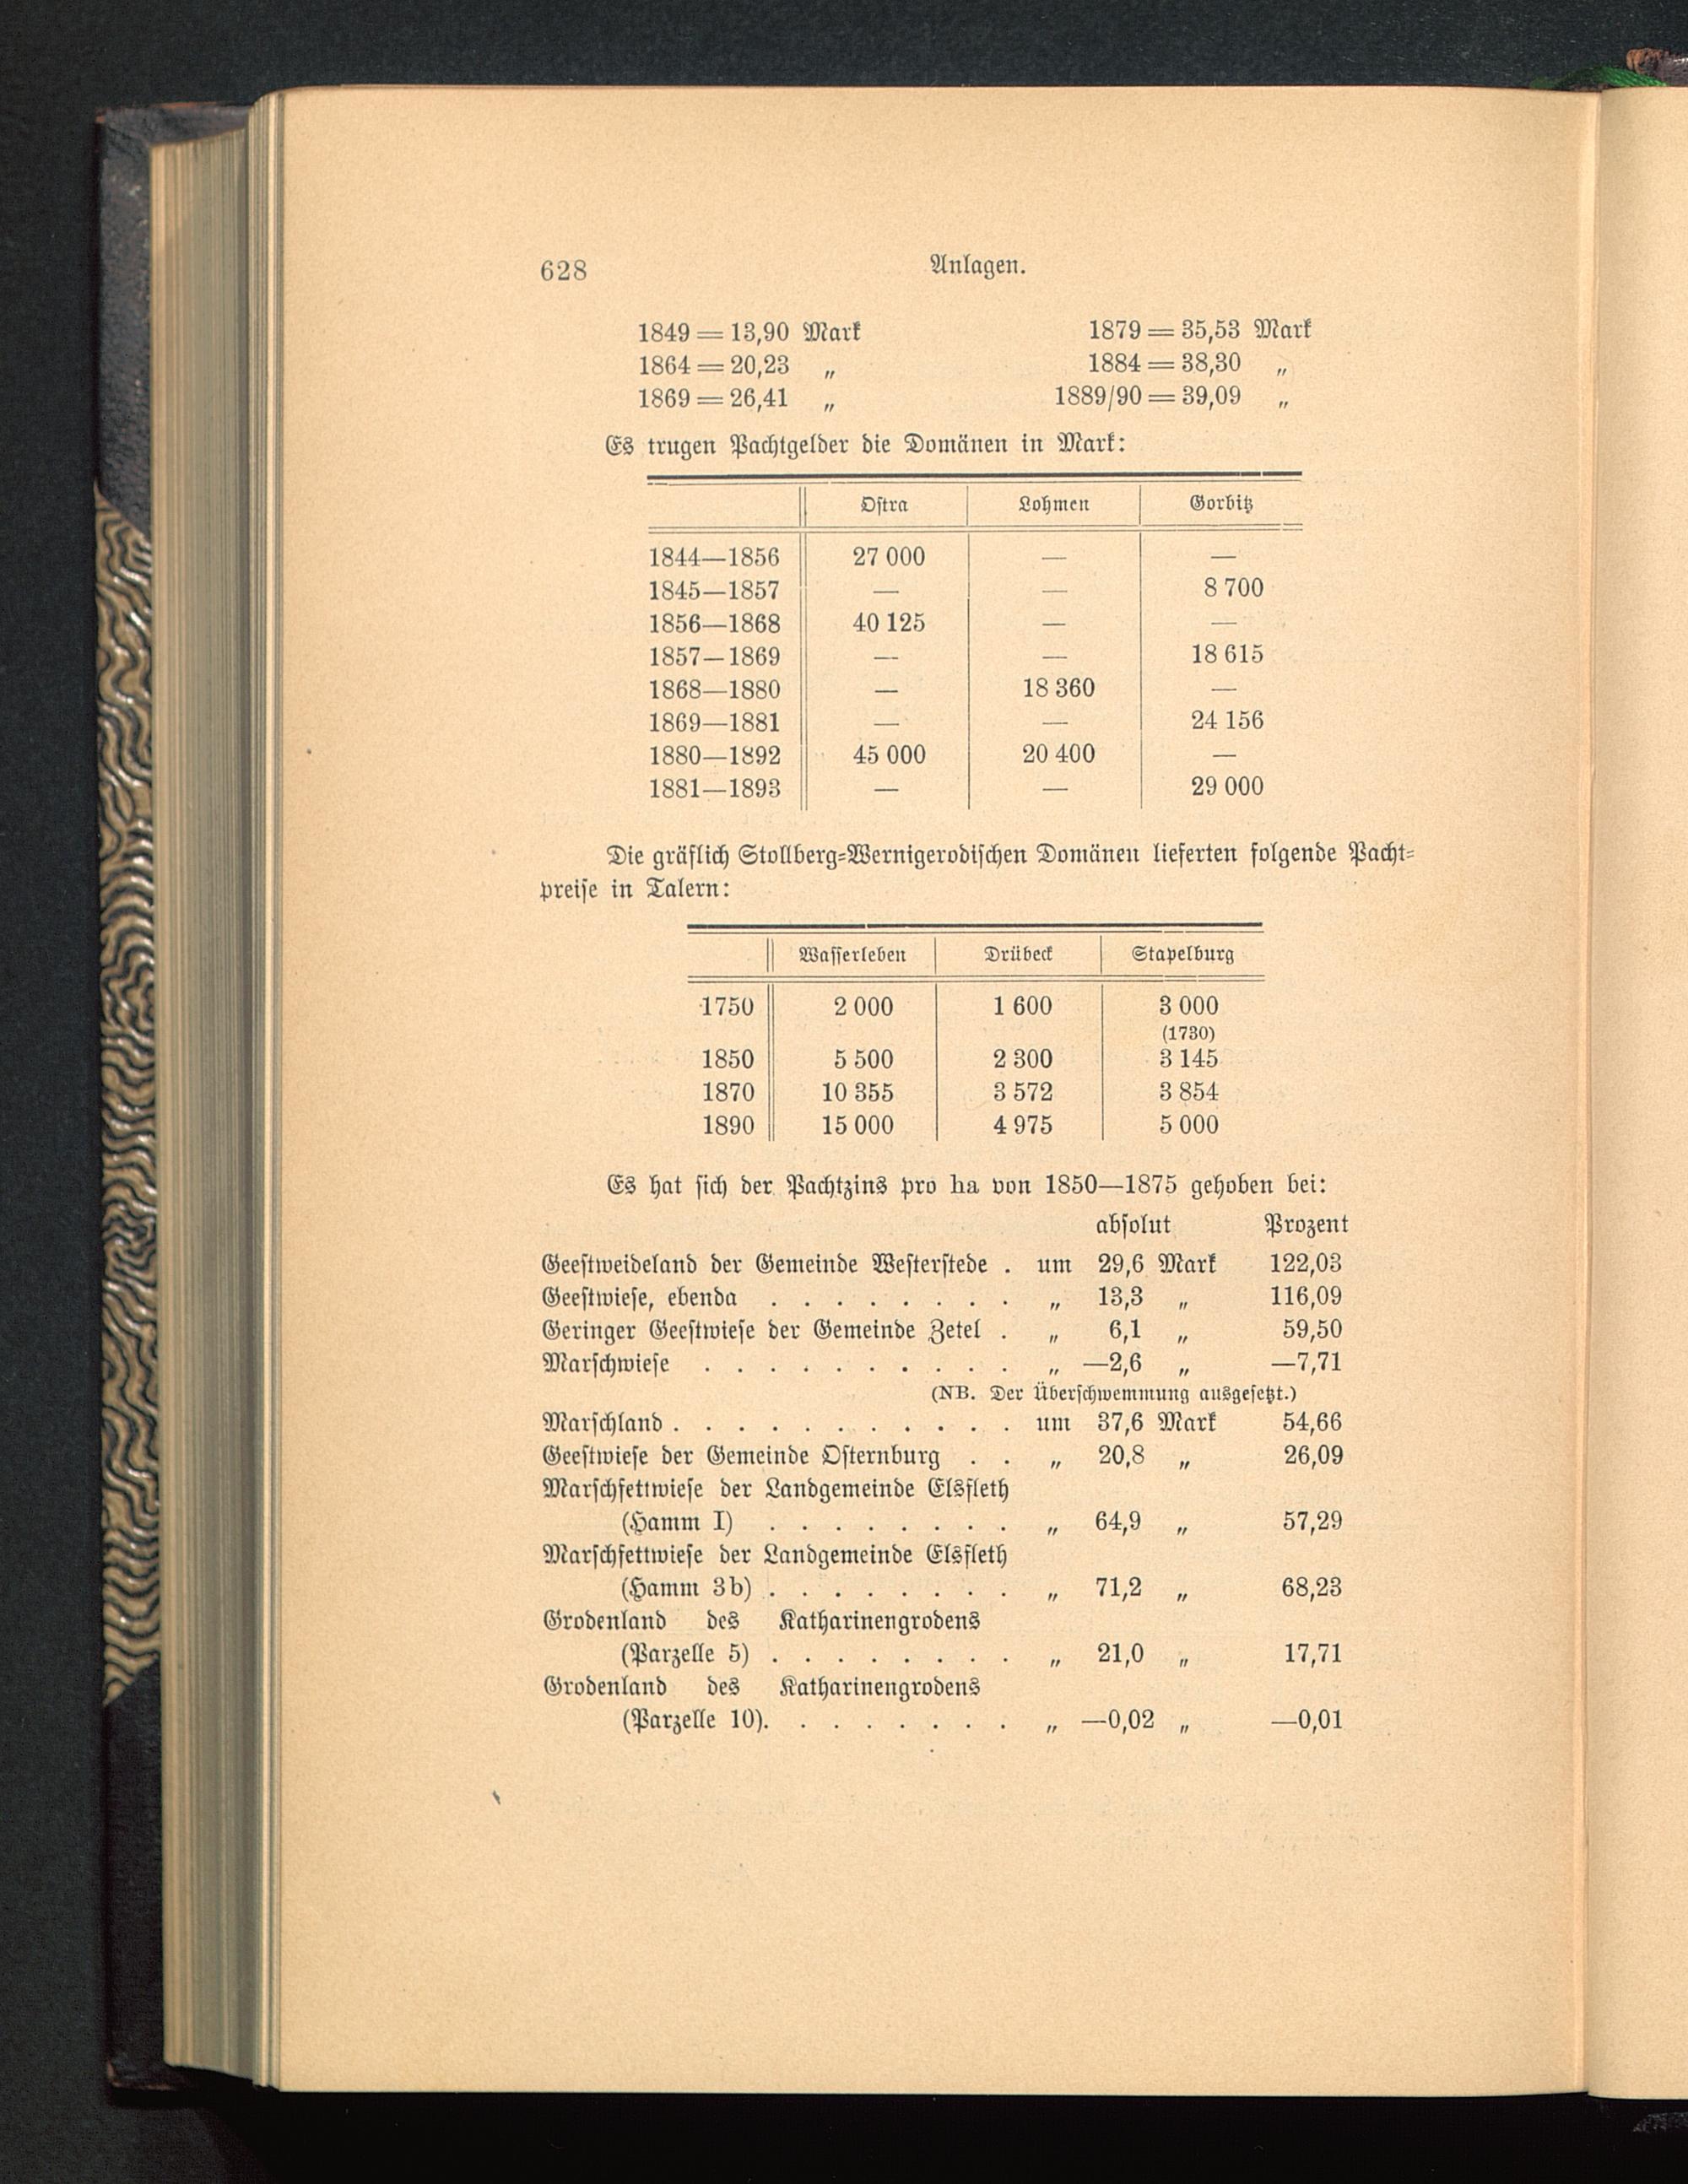 628 Anlagen.
1849 = 13,90 Mark 1879 = 35,53 Mark
1864 = 20,23 „ 1884 = 38,30 „
1869 = 26,41 „ 1889/90 = 39,09 „
Es trugen Pachtgelder die Domänen in Mark:
Ostra Lohmen Gorbitz
1844—1856 27 000 — —
1845—1857 — — 8 700
1856—1868 40 125 — —
1857—1869 — — 18 615
1868—1880 — 18 360 —
1869—1881 — — 24 156
1880—1892 45 000 20 400 —
1881—1893 — — 29 000
Die gräflich Stollberg-Wernigerodischen Domänen lieferten folgende Pacht-
preise in Talern:
Wasserleben Drübeck Stapelburg
1750 2 000 1 600 3 000
(1730)
1850 5 500 2 300 3 145
1870 10 355 3 572 3 854
1890 15 000 4 975 5 000
Es hat sich der Pachtzins pro ha von 1850—1875 gehoben bei:
absolut Prozent
Geestweideland der Gemeinde Westerstede . um 29,6 Mark 122,03
Geestwiese, ebenda . . . . . . . . „ 13,3 „ 116,09
Geringer Geestwiese der Gemeinde Zetel . „ 6,1 „ 59,50
Marschwiese . . . . . . . . . . „ —2,6 „ —7,71
(NB. Der Überschwemmung ausgesetzt.)
Marschland . . . . . . . . . . . um 37,6 Mark 54,66
Geestwiese der Gemeinde Osternburg . . „ 20,8 „ 26,09
Marschfettwiese der Landgemeinde Elsfleth
(Hamm I) . . . . . . . . „ 64,9 „ 57,29
Marschfettwiese der Landgemeinde Elsfleth
(Hamm 3b) . . . . . . . . „ 71,2 „ 68,23
Grodenland des Katharinengrodens
(Parzelle 5) . . . . . . . . „ 21,0 „ 17,71
Grodenland des Katharinengrodens
(Parzelle 10). . . . . . . . „ —0,02 „ —0,01